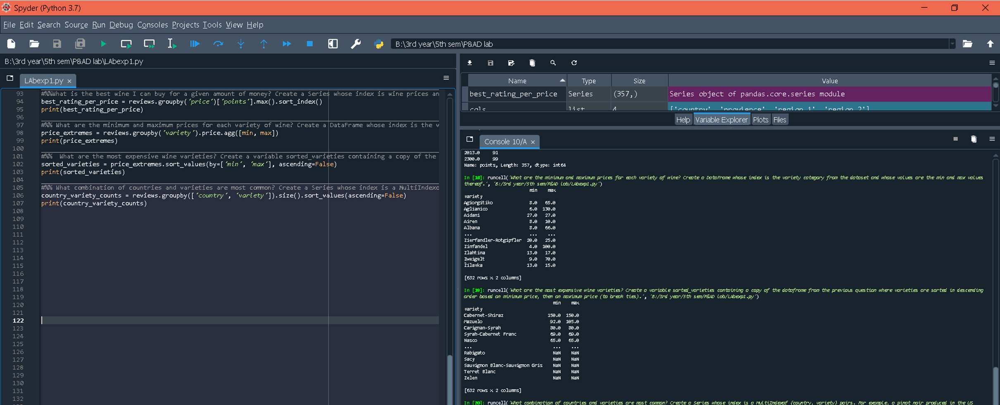 Spyder (Python 3.7)
File Edit Search Source Run Debug Consoles Projects Tools View Help
B:\3rd year\5th sem\P&AD lab
B:\3rd year\5th sem\P&AD lab\LAbexp1.py
LAbexp1.py
93 #%%What is the best wine I can buy for a given amount of money? Create a Series whose index is wine prices an
94 best_rating_per_price = reviews.groupby('price')['points'].max().sort_index()
95 print(best_rating_per_price)
96
97 #%% What are the minimum and maximum prices for each variety of wine? Create a DataFrame whose index is the v
98 price_extremes = reviews.groupby('variety').price.agg([min, max])
99 print(price_extremes)
100
101 #%%  What are the most expensive wine varieties? Create a variable sorted_varieties containing a copy of the
102 sorted_varieties = price_extremes.sort_values(by=['min', 'max'], ascending=False)
103 print(sorted_varieties)
104
105 #%% What combination of countries and varieties are most common? Create a Series whose index is a MultiIndexo
106 country_variety_counts = reviews.groupby(['country', 'variety']).size().sort_values(ascending=False)
107 print(country_variety_counts)
108
109
110
111
112
113
114
115
116
117
118
119
120
121
122
123
124
125
126
127
128
129
130
131
132
Name Type Size Value
best_rating_per_price Series (357,) Series object of pandas.core.series module
cols list 4 ['country', 'provience', 'region_1', 'region_2']
Help Variable Explorer Plots Files
Console 10/A
2013.0 91
2300.0 99
Name: points, Length: 357, dtype: int64
In [18]: runcell('What are the minimum and maximum prices for each variety of wine? Create a DataFrame whose index is the variety category from the dataset and whose values are the min and max values
thereof.', 'B:/3rd year/5th sem/P&AD lab/LAbexp1.py')
min max
variety
Agiorgitiko 8.0 65.0
Aglianico 6.0 130.0
Aidani 27.0 27.0
Airen 8.0 10.0
Albana 8.0 66.0
... ... ...
Zierfandler-Rotgipfler 20.0 25.0
Zinfandel 4.0 100.0
Zlahtina 13.0 17.0
Zweigelt 9.0 70.0
Žilavka 13.0 15.0
[632 rows x 2 columns]
In [19]: runcell('What are the most expensive wine varieties? Create a variable sorted_varieties containing a copy of the dataframe from the previous question where varieties are sorted in descending
order based on minimum price, then on maximum price (to break ties).', 'B:/3rd year/5th sem/P&AD lab/LAbexp1.py')
min max
variety
Cabernet-Shiraz 150.0 150.0
Mazuelo 92.0 105.0
Carignan-Syrah 80.0 80.0
Syrah-Cabernet Franc 69.0 69.0
Nasco 65.0 65.0
... ... ...
Rabigato NaN NaN
Sacy NaN NaN
Sauvignon Blanc-Sauvignon Gris NaN NaN
Terret Blanc NaN NaN
Zelen NaN NaN
[632 rows x 2 columns]
In [20]: runcell('What combination of countries and varieties are most common? Create a Series whose index is a MultiIndexof {country, variety} pairs. For example, a pinot noir produced in the US